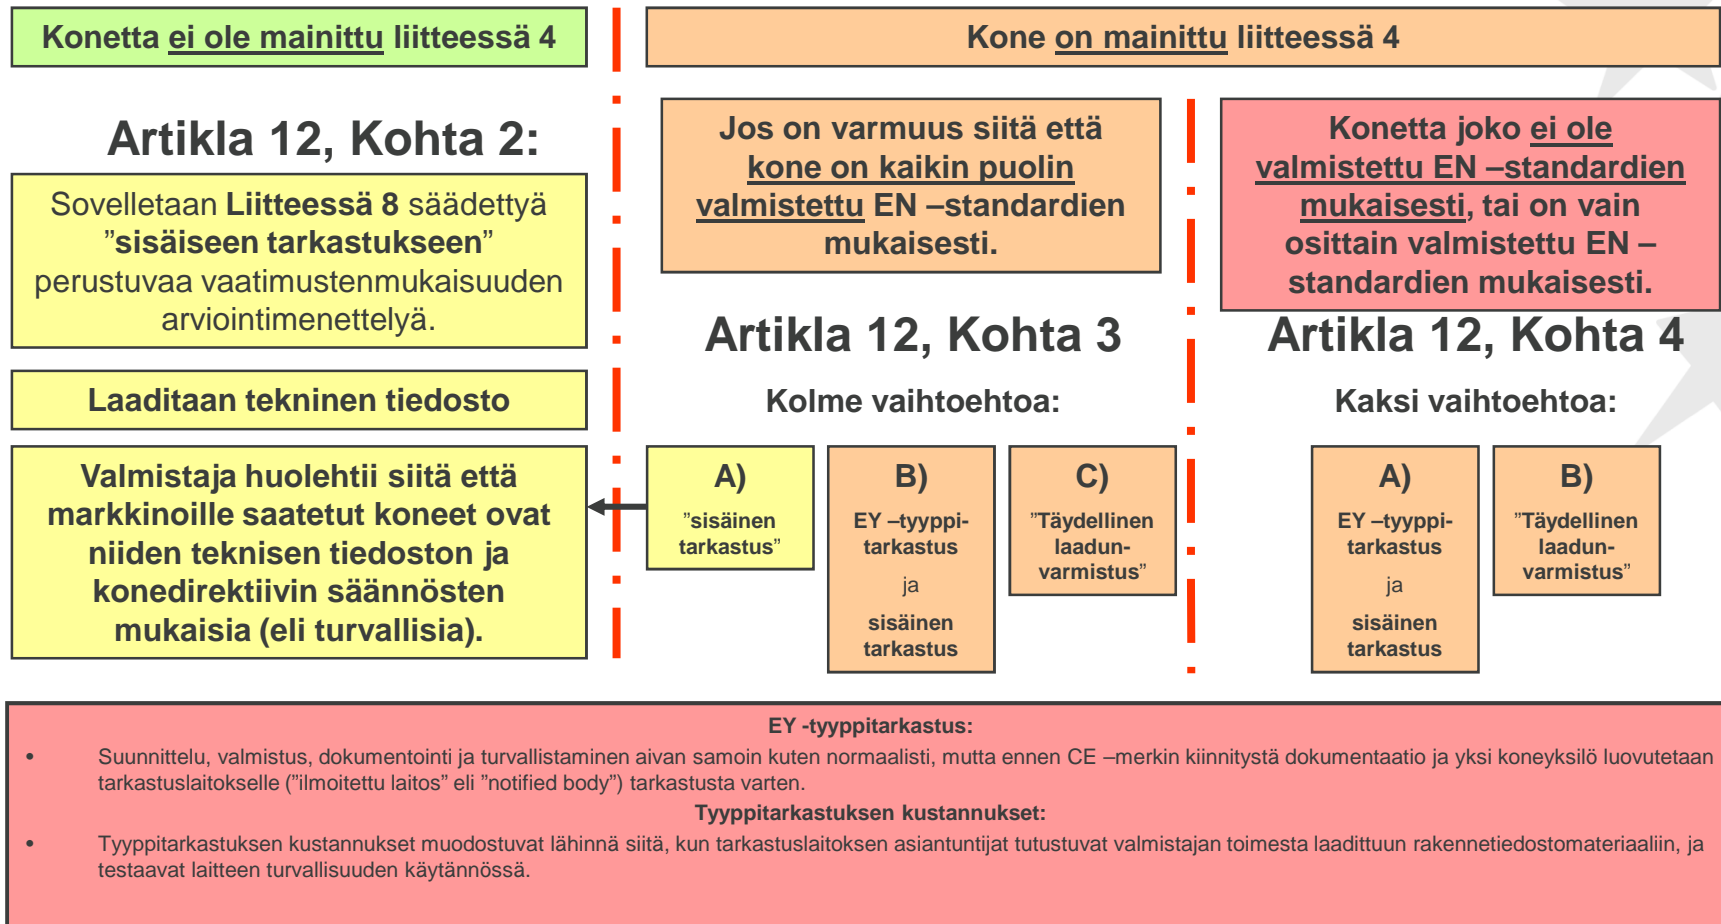 Konetta ei ole mainittu liitteessä 4
Kone on mainittu liitteessä 4
Artikla 12, Kohta 2:
Sovelletaan Liitteessä 8 säädettyä
”sisäiseen tarkastukseen”
perustuvaa vaatimustenmukaisuuden
arviointimenettelyä.
Laaditaan tekninen tiedosto
Valmistaja huolehtii siitä että
markkinoille saatetut koneet ovat
niiden teknisen tiedoston ja
konedirektiivin säännösten
mukaisia (eli turvallisia).
Jos on varmuus siitä että
kone on kaikin puolin
valmistettu EN –standardien
mukaisesti.
Artikla 12, Kohta 3
Kolme vaihtoehtoa:
A)
”sisäinen
tarkastus”
B)
EY –tyyppi-
tarkastus
ja
sisäinen
tarkastus
C)
”Täydellinen
laadun-
varmistus”
Konetta joko ei ole
valmistettu EN –standardien
mukaisesti, tai on vain
osittain valmistettu EN –
standardien mukaisesti.
Artikla 12, Kohta 4
Kaksi vaihtoehtoa:
A)
EY –tyyppi-
tarkastus
ja
sisäinen
tarkastus
B)
”Täydellinen
laadun-
varmistus”
EY -tyyppitarkastus:
• Suunnittelu, valmistus, dokumentointi ja turvallistaminen aivan samoin kuten normaalisti, mutta ennen CE –merkin kiinnitystä dokumentaatio ja yksi koneyksilö luovutetaan
tarkastuslaitokselle (”ilmoitettu laitos” eli ”notified body”) tarkastusta varten.
Tyyppitarkastuksen kustannukset:
• Tyyppitarkastuksen kustannukset muodostuvat lähinnä siitä, kun tarkastuslaitoksen asiantuntijat tutustuvat valmistajan toimesta laadittuun rakennetiedostomateriaaliin, ja
testaavat laitteen turvallisuuden käytännössä.